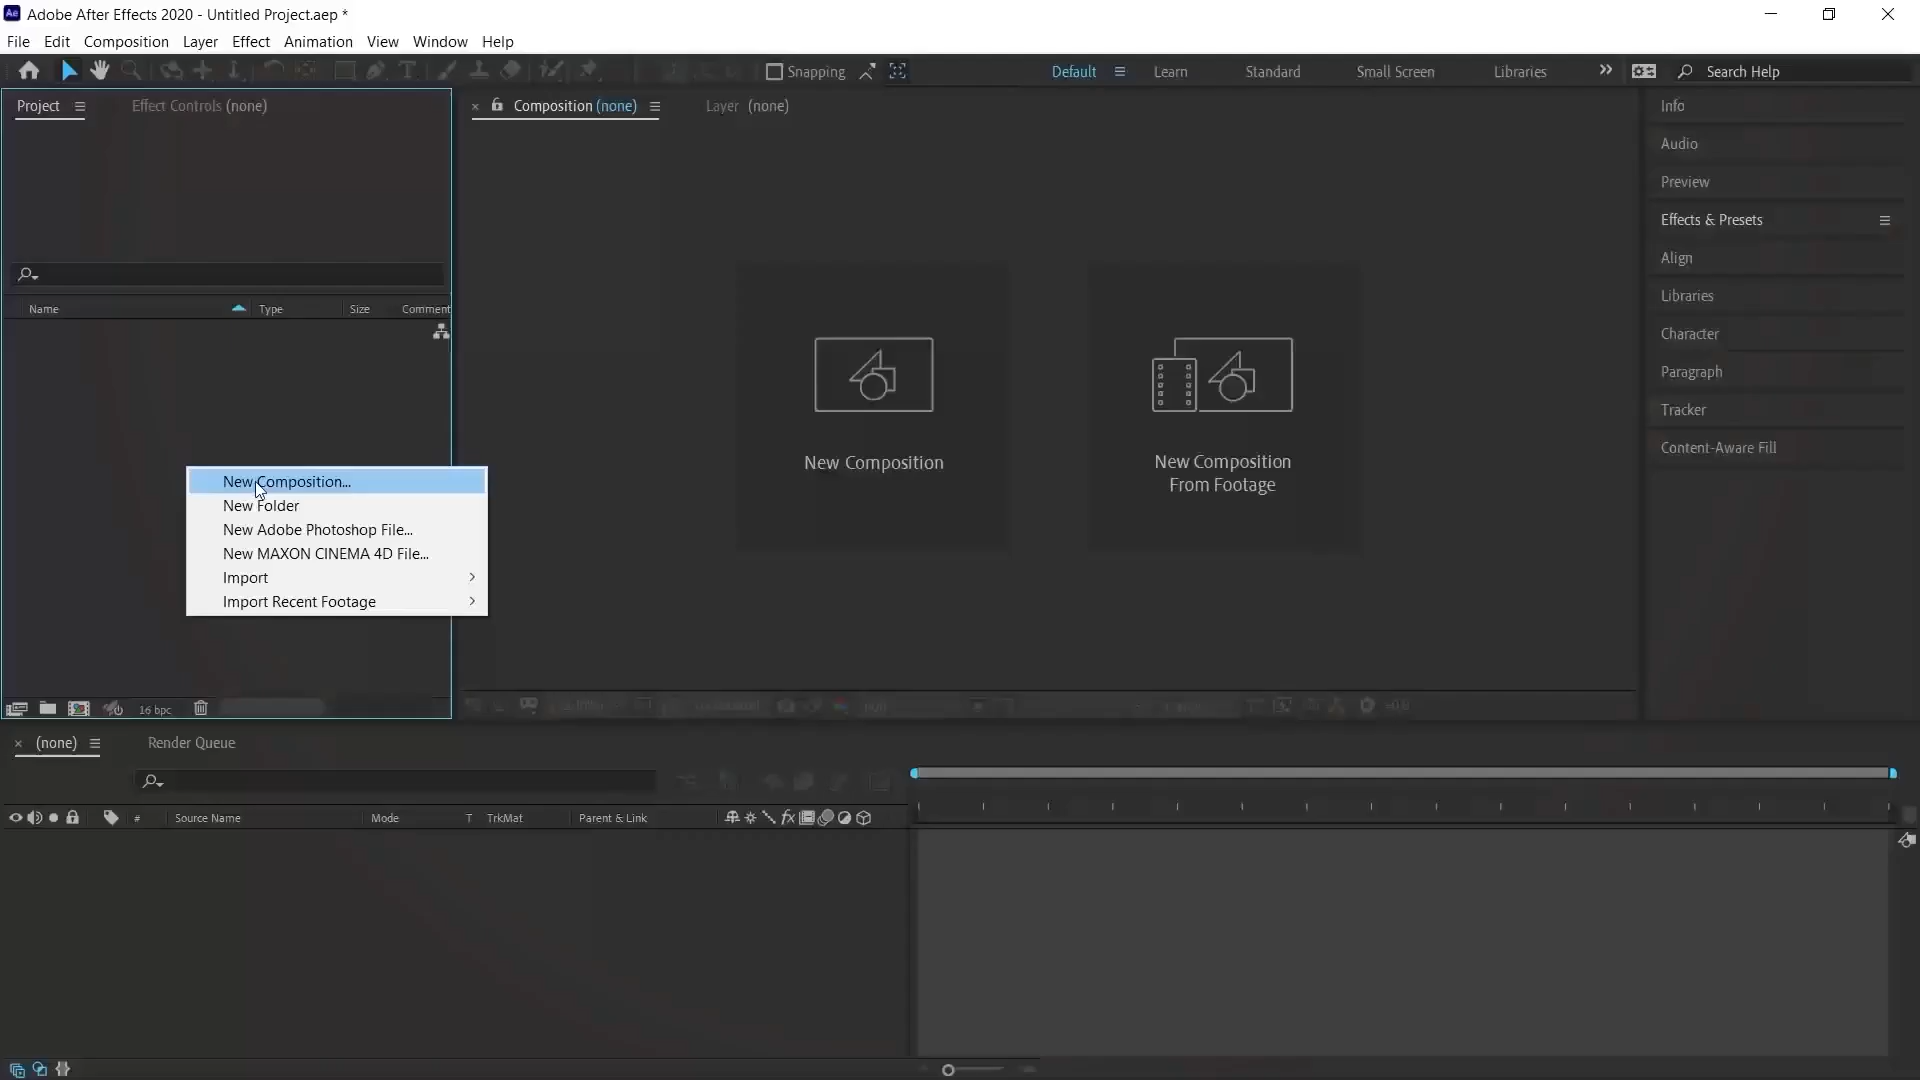 Adobe After Effects 2020 - Untitled Project.aep *
File Edit Composition Layer Effect Animation View Window Help
Snapping
Default Learn Standard Small Screen Libraries
Search Help
Project
Effect Controls (none)
Composition (none)
Layer (none)
Name Type Size Comment
New Composition...
New Folder
New Adobe Photoshop File...
New MAXON CINEMA 4D File...
Import
Import Recent Footage
16 bpc
New Composition
New Composition
From Footage
Info
Audio
Preview
Effects & Presets
Align
Libraries
Character
Paragraph
Tracker
Content-Aware Fill
(none)
Render Queue
# Source Name Mode T TrkMat Parent & Link